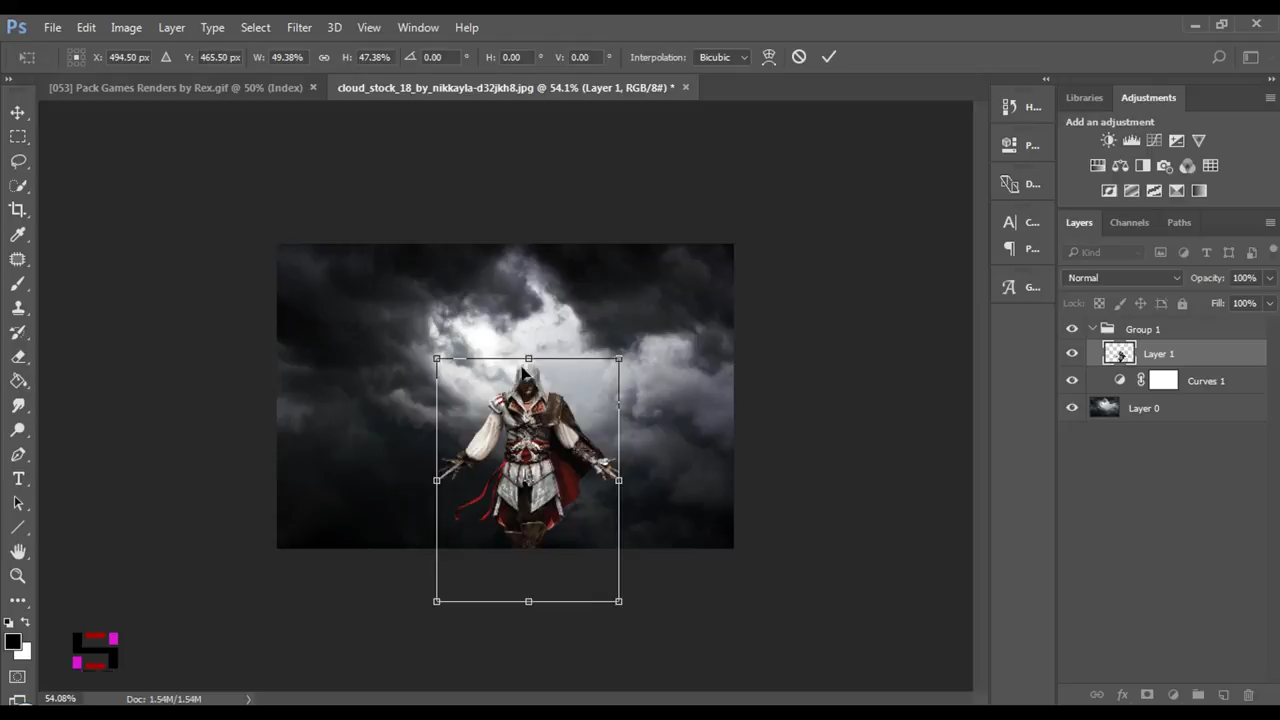 Ps File Edit Image Layer Type Select Filter 3D View Window Help
X: 494.50 px Y: 465.50 px W: 49.38% H: 47.38% 0.00 ° H: 0.00 ° V: 0.00 ° Interpolation: Bicubic
[053] Pack Games Renders by Rex.gif @ 50% (Index) × cloud_stock_18_by_nikkayla-d32jkh8.jpg @ 54.1% (Layer 1, RGB/8#) * ×
H...
P...
D...
C...
P...
G...
Libraries Adjustments
Add an adjustment
Layers Channels Paths
Kind
Normal Opacity: 100%
Lock: Fill: 100%
Group 1
Layer 1
Curves 1
Layer 0
fx
54.08% Doc: 1.54M/1.54M